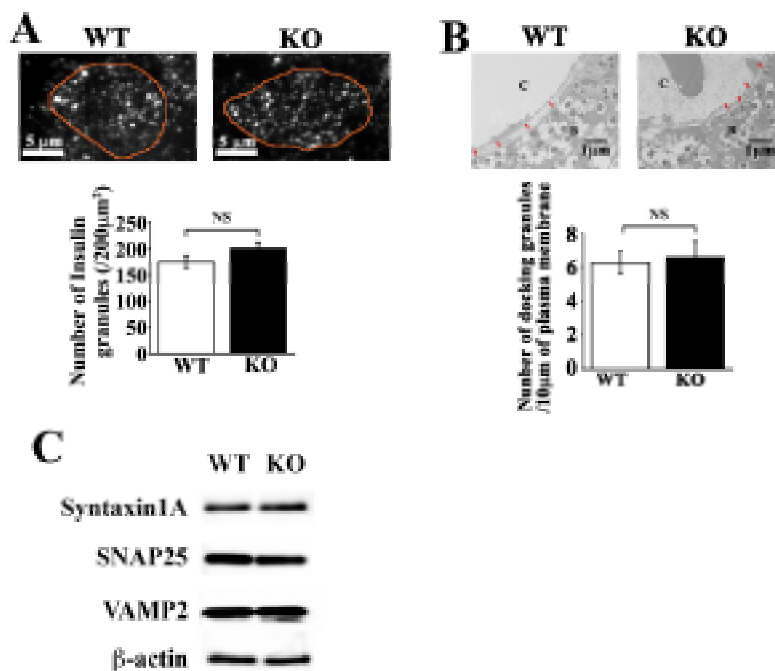 A
WT KO
5 μm 5 μm
Number of Insulin
granules (/200μm²)
250
200
150
100
50
0
NS
WT KO
B
WT KO
C C
1μm 1μm
Number of docking granules
/10μm of plasma membrane
8
6
4
2
0
NS
WT KO
C
WT KO
Syntaxin1A
SNAP25
VAMP2
β-actin